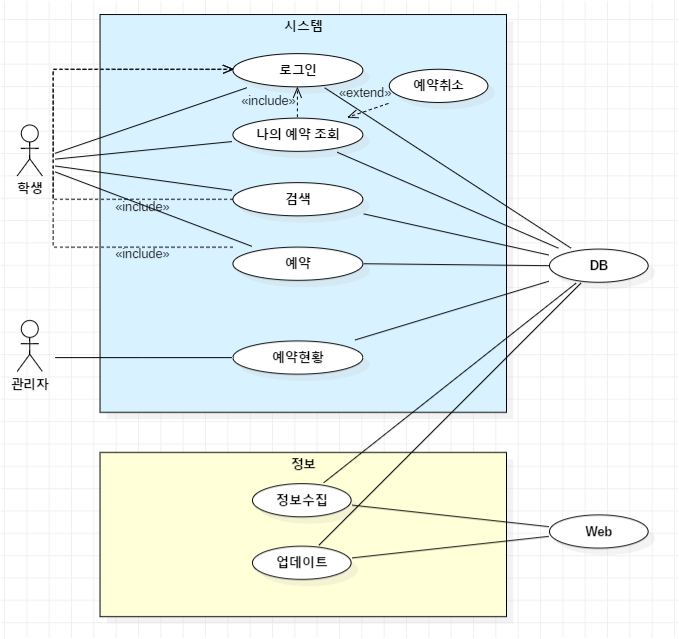 시스템
로그인
«extend»
예약취소
«include»
나의 예약 조회
학생
검색
«include»
«include»
예약
DB
예약현황
관리자
정보
정보수집
Web
업데이트